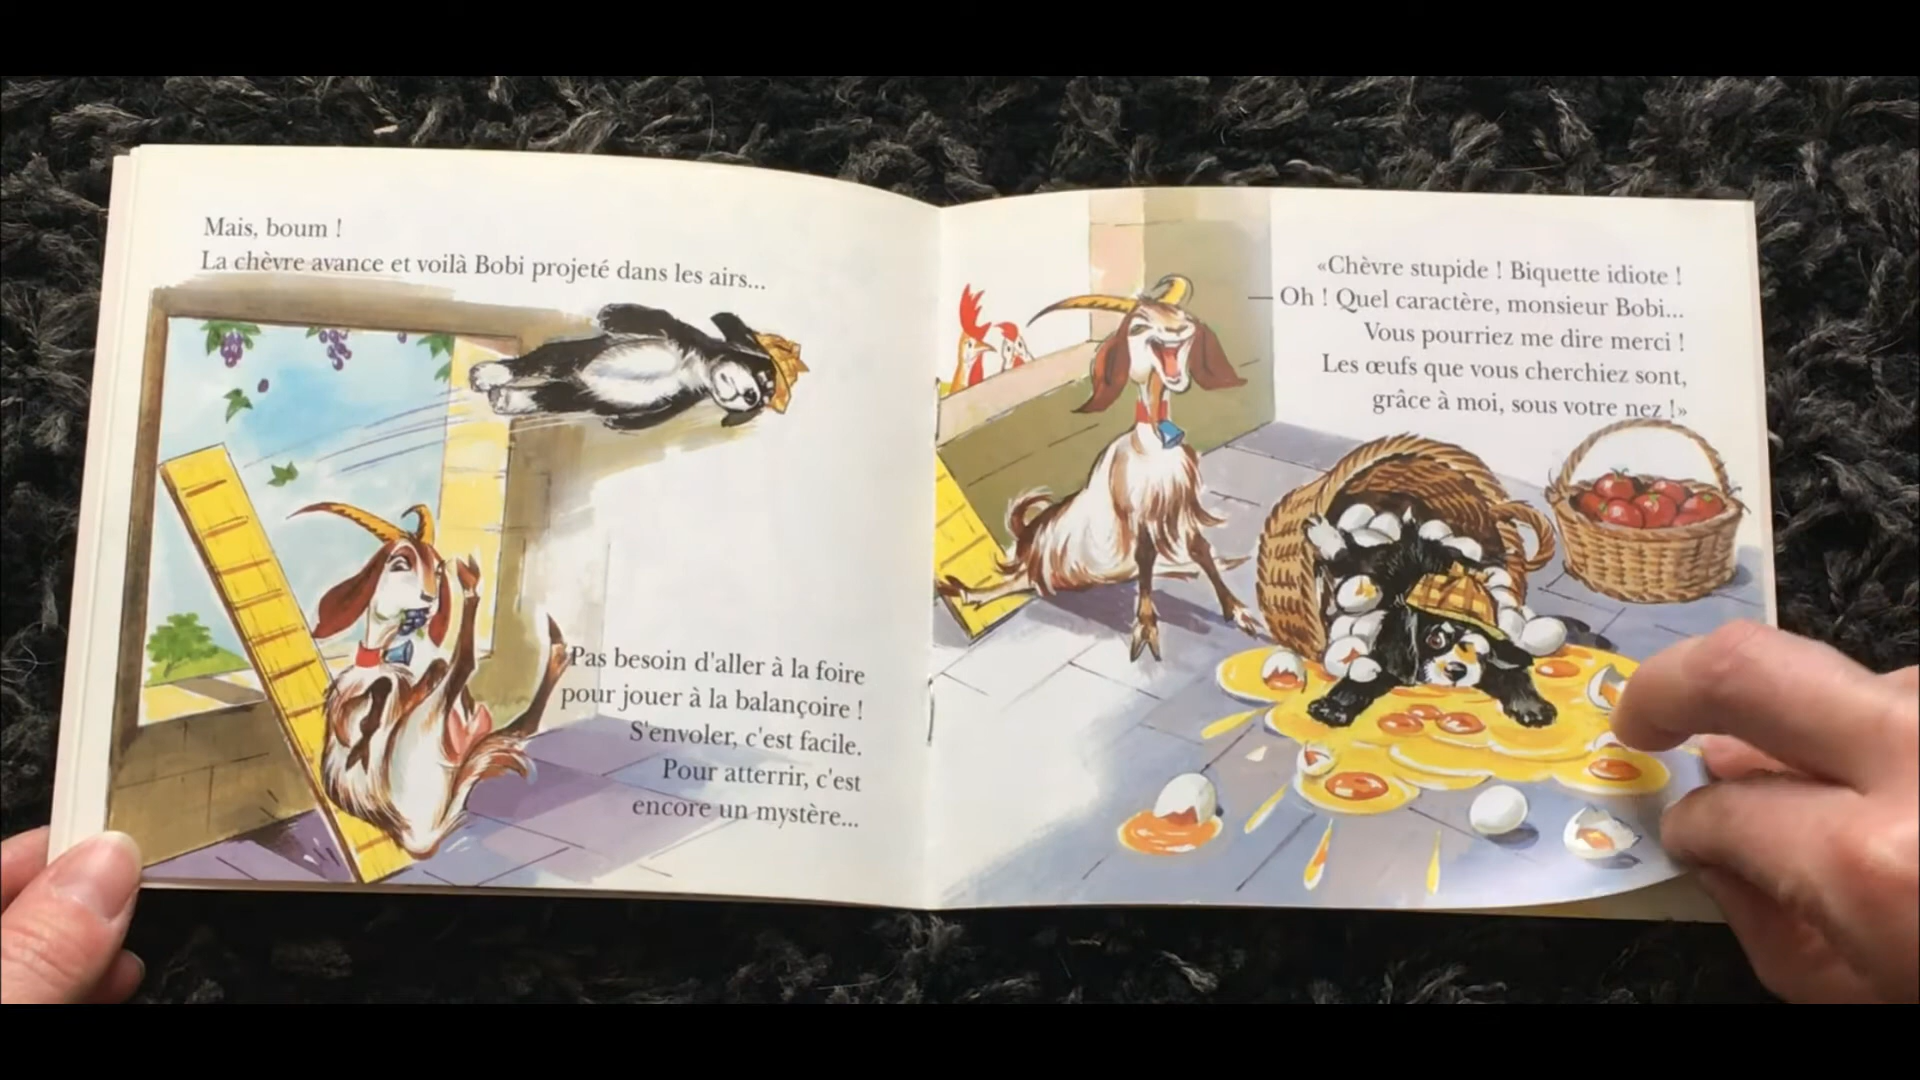 Mais, boum !
La chèvre avance et voilà Bobi projeté dans les airs...
Pas besoin d'aller à la foire
pour jouer à la balançoire !
S'envoler, c'est facile.
Pour atterrir, c'est
encore un mystère...
«Chèvre stupide ! Biquette idiote !
— Oh ! Quel caractère, monsieur Bobi...
Vous pourriez me dire merci !
Les œufs que vous cherchiez sont,
grâce à moi, sous votre nez !»